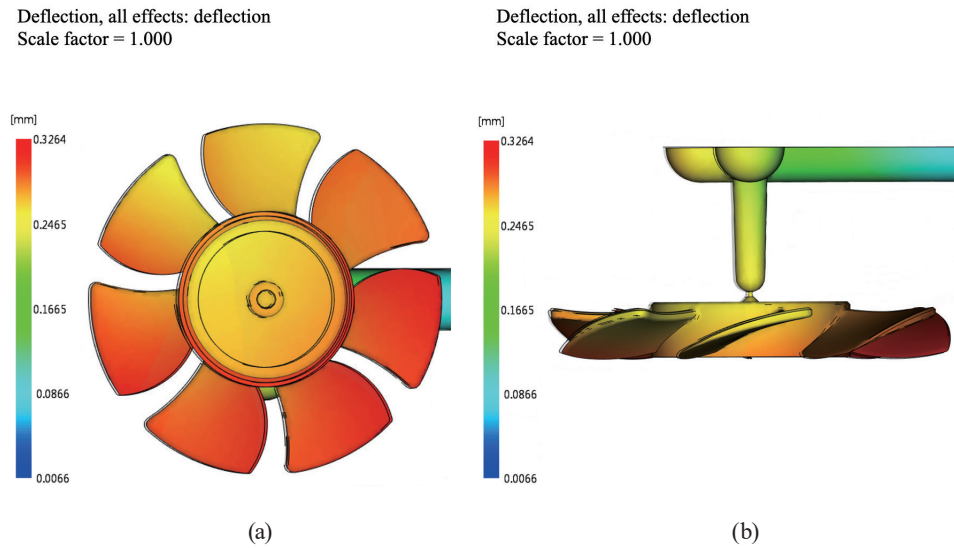 Deflection, all effects: deflection
Scale factor = 1.000
[mm]
0.3264
0.2465
0.1665
0.0866
0.0066
(a)
Deflection, all effects: deflection
Scale factor = 1.000
[mm]
0.3264
0.2465
0.1665
0.0866
0.0066
(b)